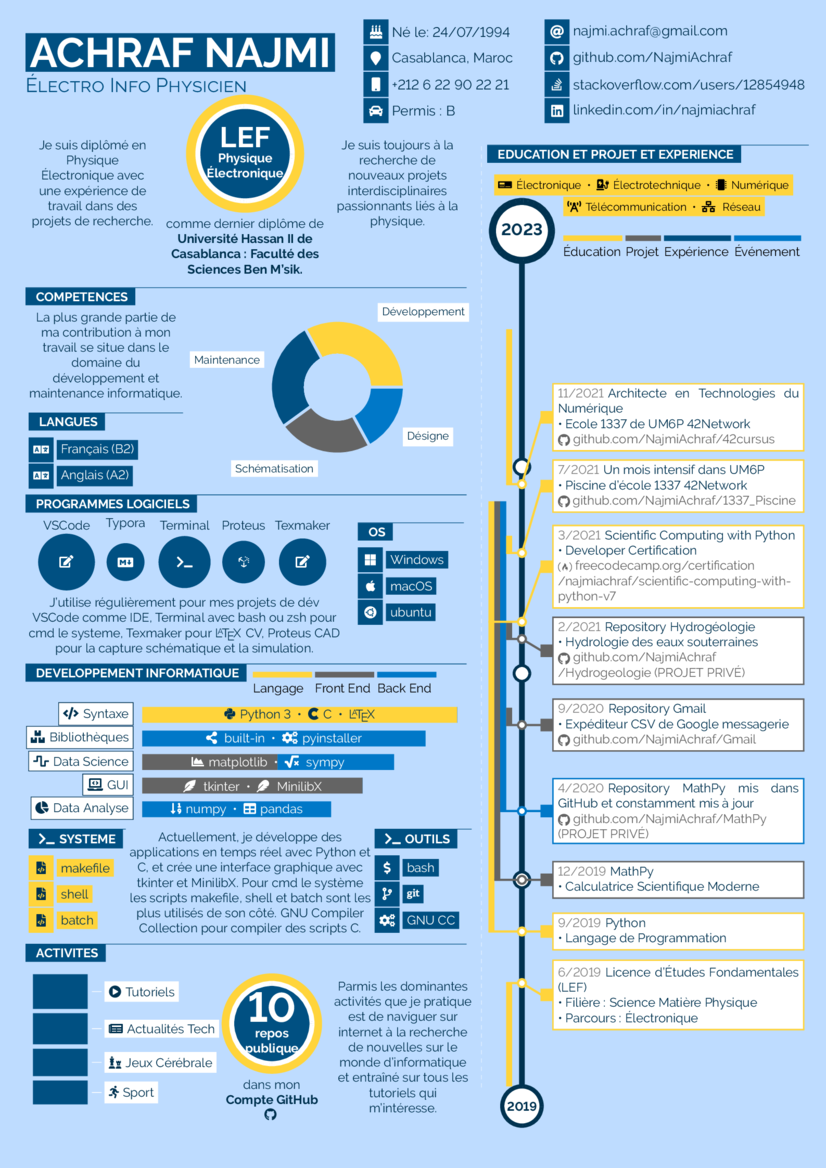 ACHRAF NAJMI
ÉLECTRO INFO PHYSICIEN
Né le: 24/07/1994
Casablanca, Maroc
+212 6 22 90 22 21
Permis : B
najmi.achraf@gmail.com
github.com/NajmiAchraf
stackoverflow.com/users/12854948
linkedin.com/in/najmiachraf
Je suis diplômé en
Physique
Électronique avec
une expérience de
travail dans des
projets de recherche.
LEF
Physique
Électronique
comme dernier diplôme de
Université Hassan II de
Casablanca : Faculté des
Sciences Ben M'sik.
Je suis toujours à la
recherche de
nouveaux projets
interdisciplinaires
passionnants liés à la
physique.
COMPETENCES
La plus grande partie de
ma contribution à mon
travail se situe dans le
domaine du
développement et
maintenance informatique.
Développement
Maintenance
Désigne
Schématisation
LANGUES
Français (B2)
Anglais (A2)
PROGRAMMES LOGICIELS
VSCode Typora Terminal Proteus Texmaker
J'utilise régulièrement pour mes projets de dév
VSCode comme IDE, Terminal avec bash ou zsh pour
cmd le systeme, Texmaker pour LATEX CV, Proteus CAD
pour la capture schématique et la simulation.
OS
Windows
macOS
ubuntu
DEVELOPPEMENT INFORMATIQUE
Langage Front End Back End
Syntaxe Python 3 • C • LATEX
Bibliothèques built-in • pyinstaller
Data Science matplotlib • sympy
GUI tkinter • MinilibX
Data Analyse numpy • pandas
SYSTEME
makefile
shell
batch
Actuellement, je développe des
applications en temps réel avec Python et
C, et crée une interface graphique avec
tkinter et MinilibX. Pour cmd le système
les scripts makefile, shell et batch sont les
plus utilisés de son côté. GNU Compiler
Collection pour compiler des scripts C.
OUTILS
bash
git
GNU CC
ACTIVITES
Tutoriels
Actualités Tech
Jeux Cérébrale
Sport
10
repos
publique
dans mon
Compte GitHub
Parmis les dominantes
activités que je pratique
est de naviguer sur
internet à la recherche
de nouvelles sur le
monde d'informatique
et entraîné sur tous les
tutoriels qui
m'intéresse.
EDUCATION ET PROJET ET EXPERIENCE
Électronique • Électrotechnique • Numérique
Télécommunication • Réseau
2023
Éducation Projet Expérience Événement
11/2021 Architecte en Technologies du
Numérique
• Ecole 1337 de UM6P 42Network
github.com/NajmiAchraf/42cursus
7/2021 Un mois intensif dans UM6P
• Piscine d'école 1337 42Network
github.com/NajmiAchraf/1337_Piscine
3/2021 Scientific Computing with Python
• Developer Certification
freecodecamp.org/certification
/najmiachraf/scientific-computing-with-
python-v7
2/2021 Repository Hydrogéologie
• Hydrologie des eaux souterraines
github.com/NajmiAchraf
/Hydrogeologie (PROJET PRIVÉ)
9/2020 Repository Gmail
• Expéditeur CSV de Google messagerie
github.com/NajmiAchraf/Gmail
4/2020 Repository MathPy mis dans
GitHub et constamment mis à jour
github.com/NajmiAchraf/MathPy
(PROJET PRIVÉ)
12/2019 MathPy
• Calculatrice Scientifique Moderne
9/2019 Python
• Langage de Programmation
6/2019 Licence d'Études Fondamentales
(LEF)
• Filière : Science Matière Physique
• Parcours : Électronique
2019